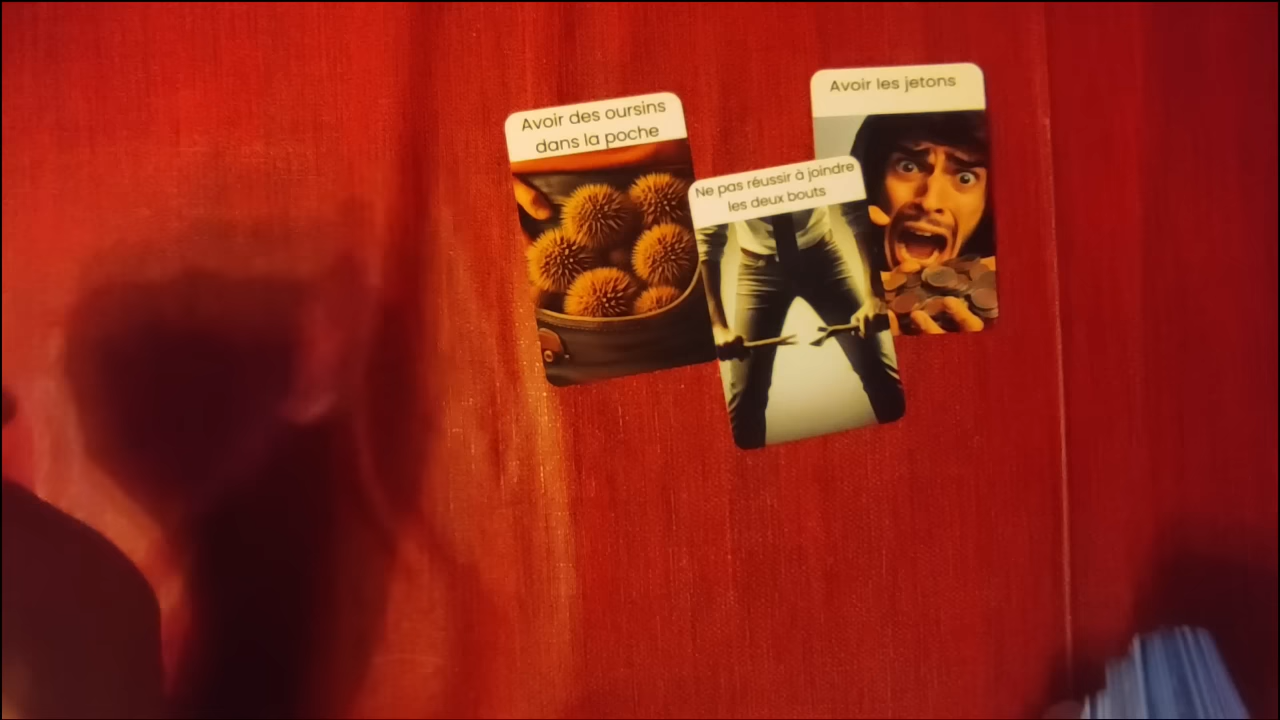 Avoir des oursins
dans la poche
Ne pas réussir à joindre
les deux bouts
Avoir les jetons